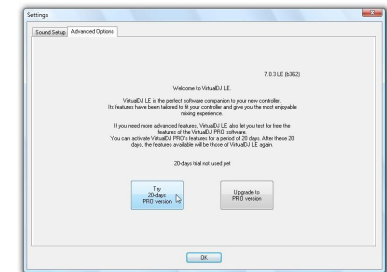 Settings
Sound Setup Advanced Options
7.0.3 LE (b362)
Welcome to VirtualDJ LE.
VirtualDJ LE is the perfect software companion to your new controller.
Its features have been tailored to fit your controller and give you the most enjoyable
mixing experience.
If you need more advanced features, VirtualDJ LE also let you test for free the
features of the VirtualDJ PRO software.
You can activate VirtualDJ PRO's features for a period of 20 days. After these 20
days, the features available will be those of VirtualDJ LE again.
20-days trial not used yet
Try
20-days
PRO version
Upgrade to
PRO version
OK